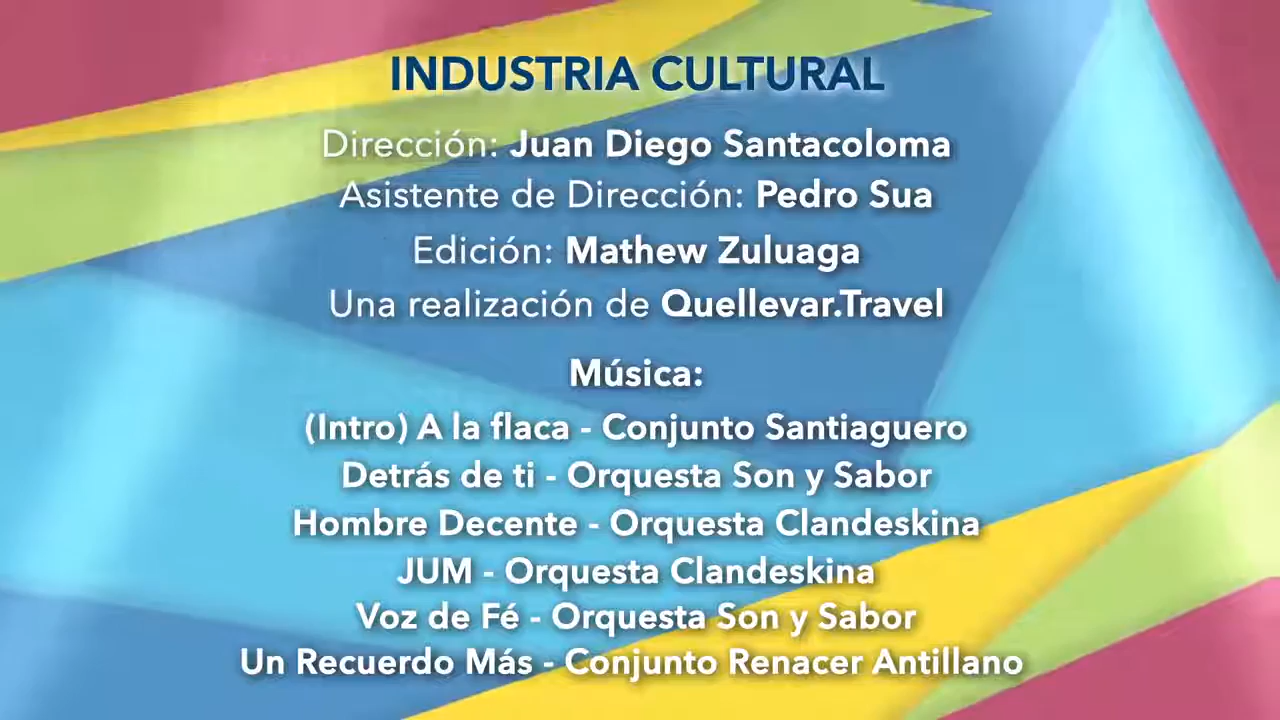 INDUSTRIA CULTURAL
Dirección: Juan Diego Santacoloma
Asistente de Dirección: Pedro Sua
Edición: Mathew Zuluaga
Una realización de Quellevar.Travel
Música:
(Intro) A la flaca - Conjunto Santiaguero
Detrás de ti - Orquesta Son y Sabor
Hombre Decente - Orquesta Clandeskina
JUM - Orquesta Clandeskina
Voz de Fé - Orquesta Son y Sabor
Un Recuerdo Más - Conjunto Renacer Antillano